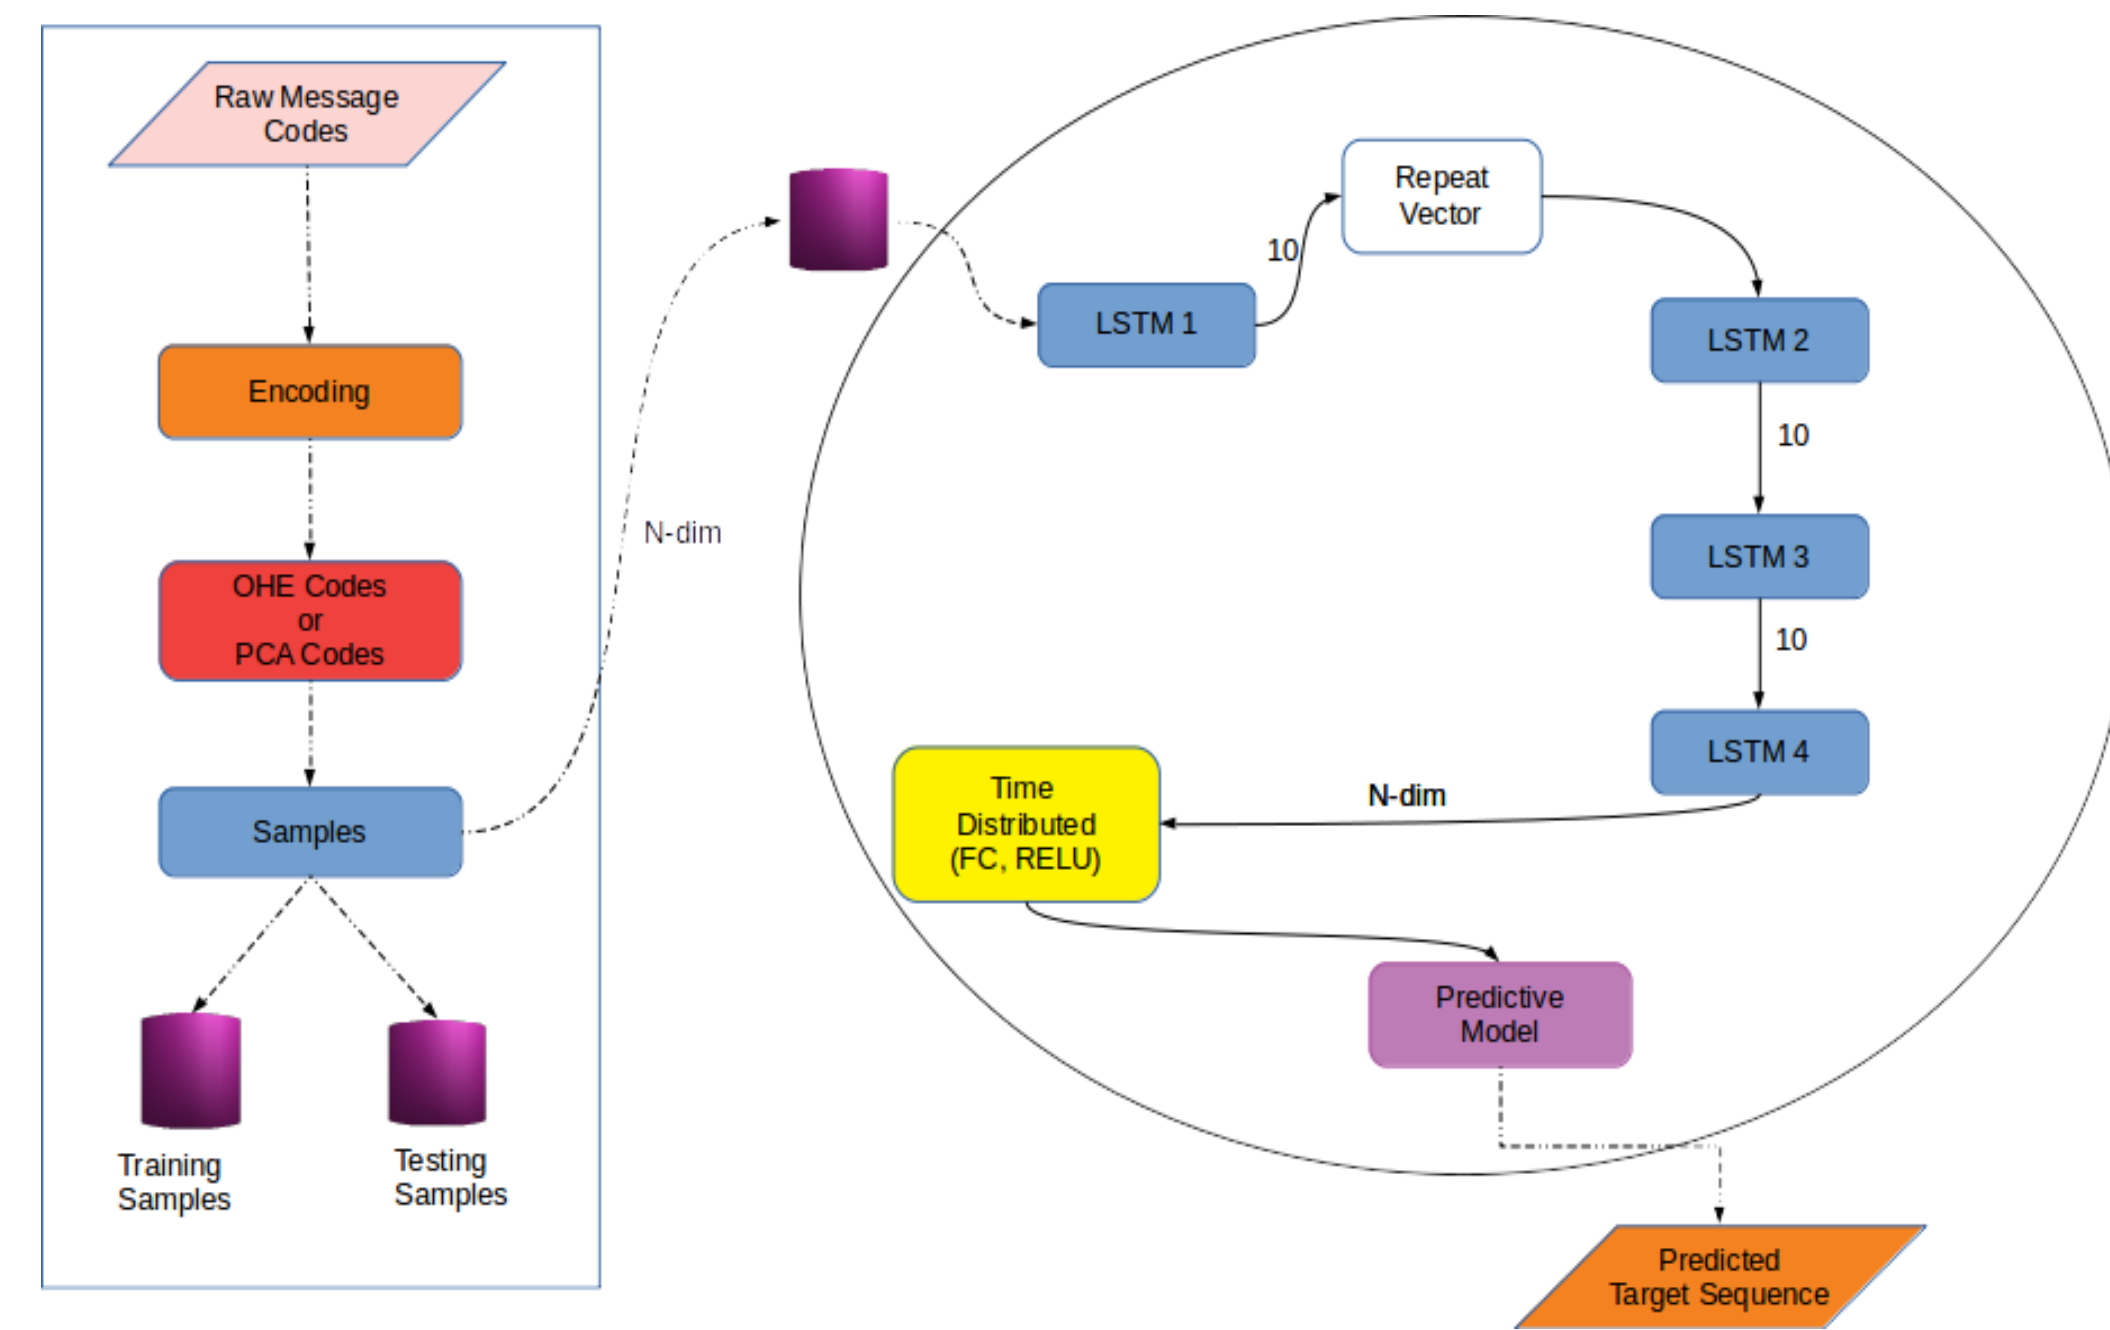 Raw Message
Codes
Encoding
OHE Codes
or
PCA Codes
Samples
Training
Samples
Testing
Samples
N-dim
LSTM 1
10
Repeat
Vector
LSTM 2
10
LSTM 3
10
LSTM 4
N-dim
Time
Distributed
(FC, RELU)
Predictive
Model
Predicted
Target Sequence